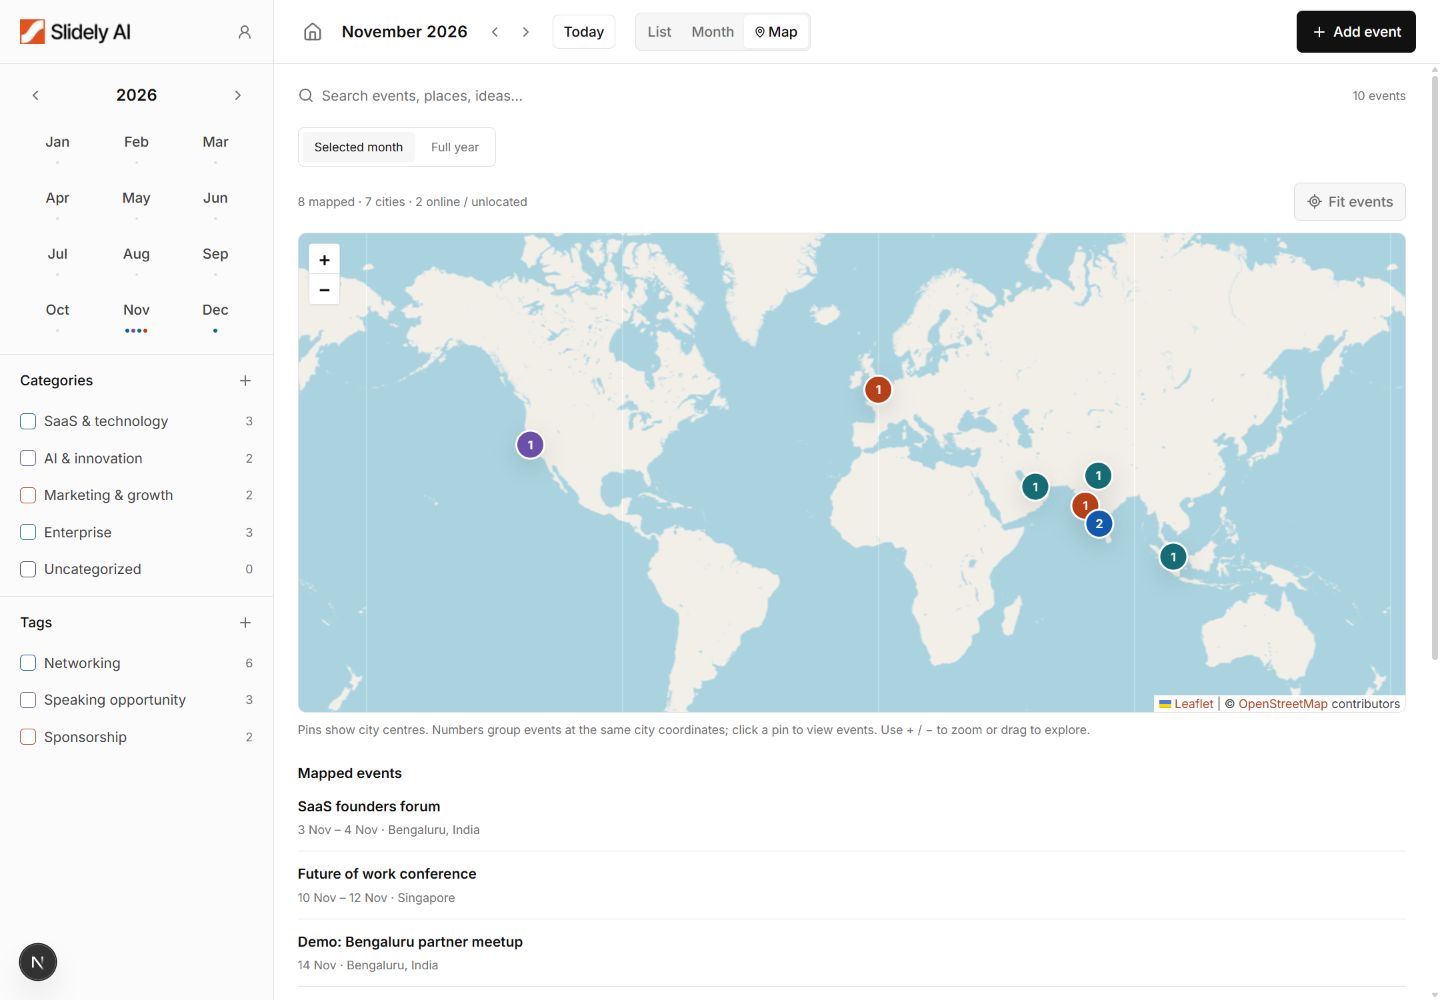 Slidely AI
2026
Jan Feb Mar
Apr May Jun
Jul Aug Sep
Oct Nov Dec
Categories
SaaS & technology 3
AI & innovation 2
Marketing & growth 2
Enterprise 3
Uncategorized 0
Tags
Networking 6
Speaking opportunity 3
Sponsorship 2
N
November 2026
Today
List Month Map
+ Add event
Search events, places, ideas...
10 events
Selected month Full year
8 mapped · 7 cities · 2 online / unlocated
Fit events
+
−
1
1
1
1
1
2
1
Leaflet | © OpenStreetMap contributors
Pins show city centres. Numbers group events at the same city coordinates; click a pin to view events. Use + / − to zoom or drag to explore.
Mapped events
SaaS founders forum
3 Nov – 4 Nov · Bengaluru, India
Future of work conference
10 Nov – 12 Nov · Singapore
Demo: Bengaluru partner meetup
14 Nov · Bengaluru, India